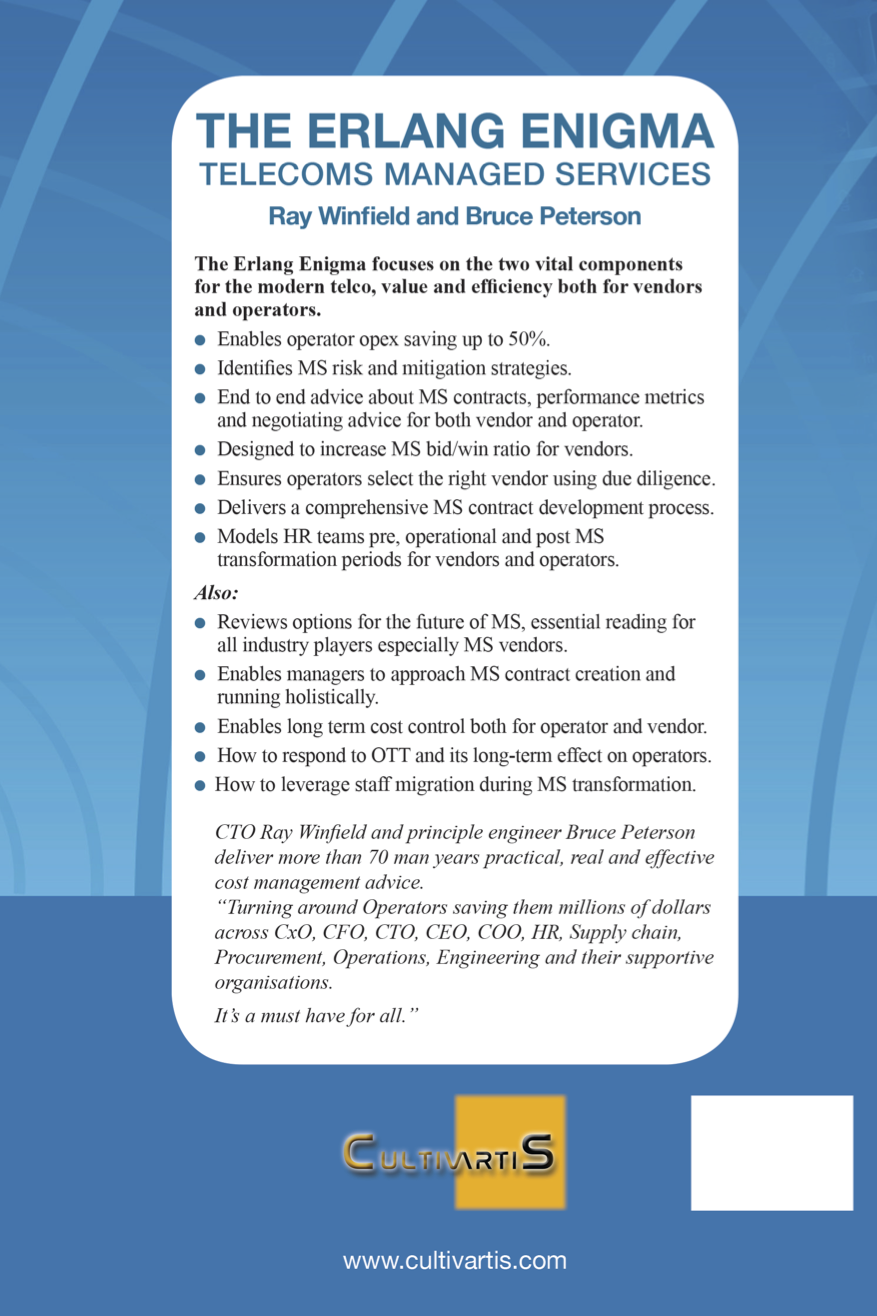 THE ERLANG ENIGMA
TELECOMS MANAGED SERVICES
Ray Winfield and Bruce Peterson
The Erlang Enigma focuses on the two vital components
for the modern telco, value and efficiency both for vendors
and operators.
● Enables operator opex saving up to 50%.
● Identifies MS risk and mitigation strategies.
● End to end advice about MS contracts, performance metrics
and negotiating advice for both vendor and operator.
● Designed to increase MS bid/win ratio for vendors.
● Ensures operators select the right vendor using due diligence.
● Delivers a comprehensive MS contract development process.
● Models HR teams pre, operational and post MS
transformation periods for vendors and operators.
Also:
● Reviews options for the future of MS, essential reading for
all industry players especially MS vendors.
● Enables managers to approach MS contract creation and
running holistically.
● Enables long term cost control both for operator and vendor.
● How to respond to OTT and its long-term effect on operators.
● How to leverage staff migration during MS transformation.
CTO Ray Winfield and principle engineer Bruce Peterson
deliver more than 70 man years practical, real and effective
cost management advice.
“Turning around Operators saving them millions of dollars
across CxO, CFO, CTO, CEO, COO, HR, Supply chain,
Procurement, Operations, Engineering and their supportive
organisations.
It’s a must have for all.”
CULTIVARTIS
www.cultivartis.com